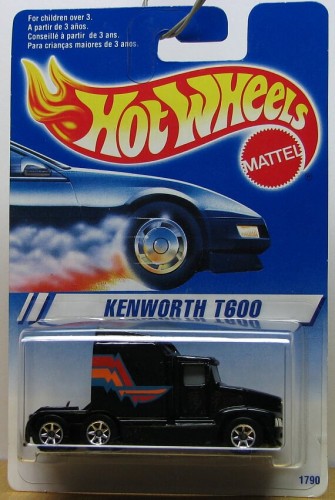 For children over 3.
A partir de 3 años.
Conseillé à partir de 3 ans.
Para crianças maiores de 3 anos.
HOT WHEELS
MATTEL
KENWORTH T600
1790